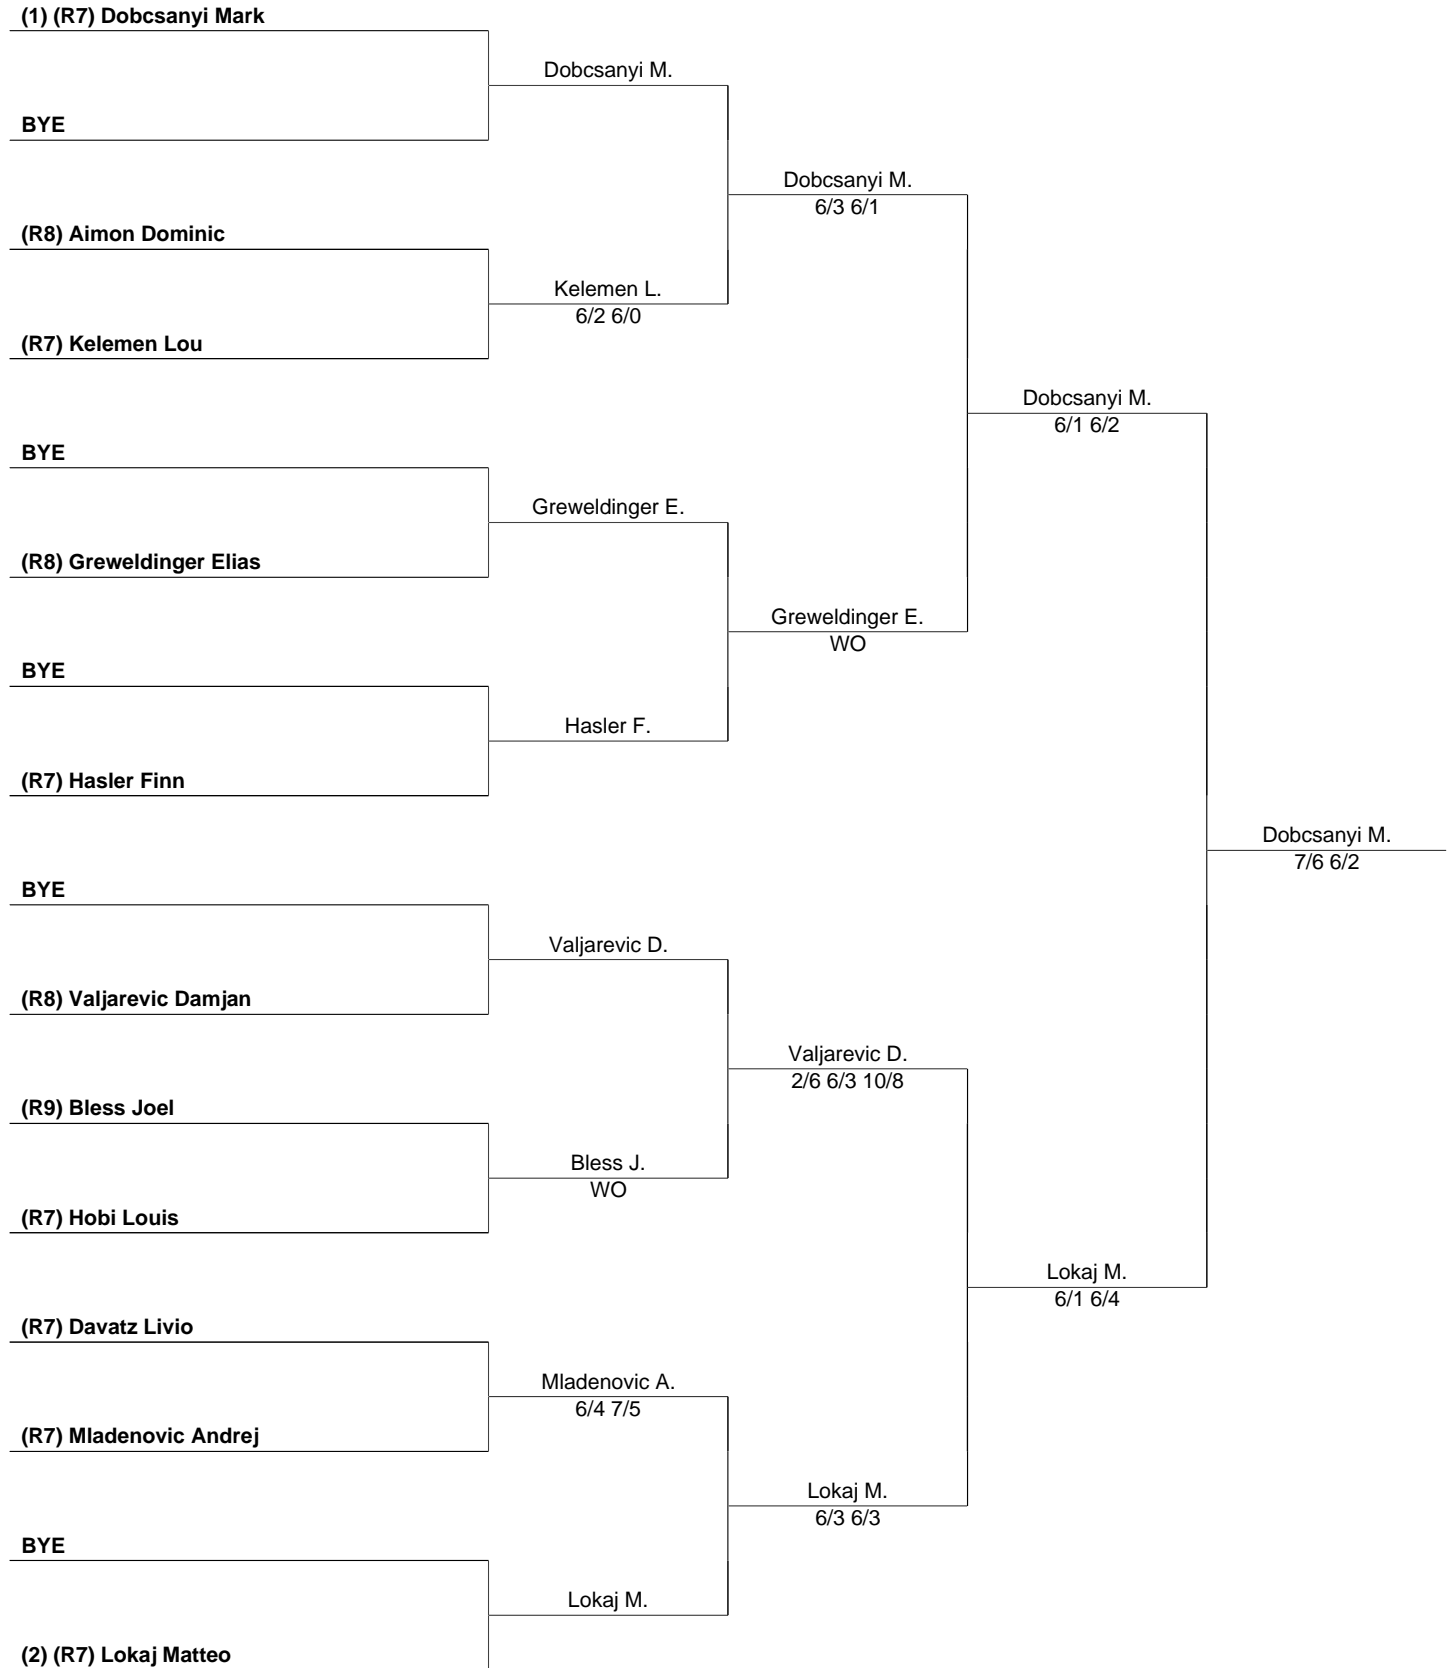 (1) (R7) Dobcsanyi Mark
Dobcsanyi M.
BYE
Dobcsanyi M.
6/3 6/1
(R8) Aimon Dominic
Kelemen L.
6/2 6/0
(R7) Kelemen Lou
Dobcsanyi M.
6/1 6/2
BYE
Greweldinger E.
(R8) Greweldinger Elias
Greweldinger E.
WO
BYE
Hasler F.
(R7) Hasler Finn
Dobcsanyi M.
7/6 6/2
BYE
Valjarevic D.
(R8) Valjarevic Damjan
Valjarevic D.
2/6 6/3 10/8
(R9) Bless Joel
Bless J.
WO
(R7) Hobi Louis
Lokaj M.
6/1 6/4
(R7) Davatz Livio
Mladenovic A.
6/4 7/5
(R7) Mladenovic Andrej
Lokaj M.
6/3 6/3
BYE
Lokaj M.
(2) (R7) Lokaj Matteo